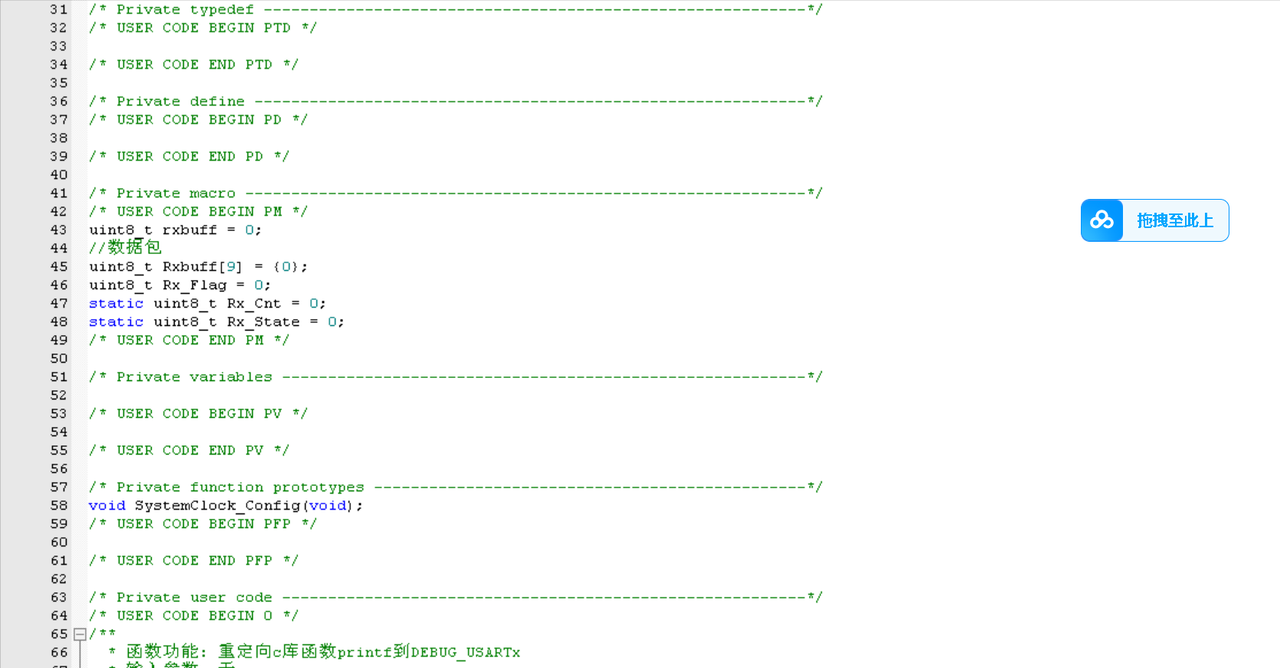 31 /* Private typedef -----------------------------------------------------------*/
32 /* USER CODE BEGIN PTD */
33
34 /* USER CODE END PTD */
35
36 /* Private define ------------------------------------------------------------*/
37 /* USER CODE BEGIN PD */
38
39 /* USER CODE END PD */
40
41 /* Private macro -------------------------------------------------------------*/
42 /* USER CODE BEGIN PM */
拖拽至此上
43 uint8_t rxbuff = 0;
44 //数据包
45 uint8_t Rxbuff[9] = {0};
46 uint8_t Rx_Flag = 0;
47 static uint8_t Rx_Cnt = 0;
48 static uint8_t Rx_State = 0;
49 /* USER CODE END PM */
50
51 /* Private variables ---------------------------------------------------------*/
52
53 /* USER CODE BEGIN PV */
54
55 /* USER CODE END PV */
56
57 /* Private function prototypes -----------------------------------------------*/
58 void SystemClock_Config(void);
59 /* USER CODE BEGIN PFP */
60
61 /* USER CODE END PFP */
62
63 /* Private user code ---------------------------------------------------------*/
64 /* USER CODE BEGIN 0 */
65 /**
66 * 函数功能: 重定向c库函数printf到DEBUG_USARTx